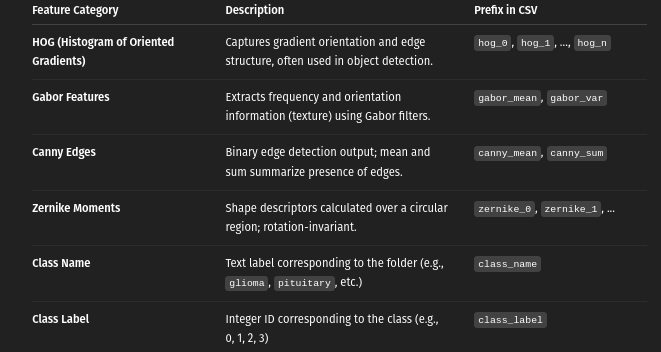 Feature Category Description Prefix in CSV
HOG (Histogram of Oriented Captures gradient orientation and edge hog_0, hog_1, ..., hog_n
Gradients) structure, often used in object detection.
Gabor Features Extracts frequency and orientation gabor_mean, gabor_var
information (texture) using Gabor filters.
Canny Edges Binary edge detection output; mean and canny_mean, canny_sum
sum summarize presence of edges.
Zernike Moments Shape descriptors calculated over a circular zernike_0, zernike_1, ...
region; rotation-invariant.
Class Name Text label corresponding to the folder (e.g., class_name
glioma, pituitary, etc.)
Class Label Integer ID corresponding to the class (e.g., class_label
0, 1, 2, 3)